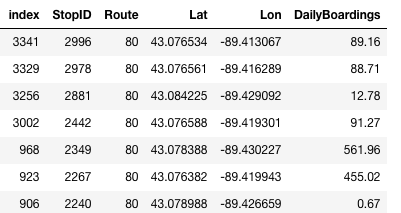 index StopID Route Lat Lon DailyBoardings
3341 2996 80 43.076534 -89.413067 89.16
3329 2978 80 43.076561 -89.416289 88.71
3256 2881 80 43.084225 -89.429092 12.78
3002 2442 80 43.076588 -89.419301 91.27
968 2349 80 43.078388 -89.430227 561.96
923 2267 80 43.076382 -89.419943 455.02
906 2240 80 43.078988 -89.426659 0.67